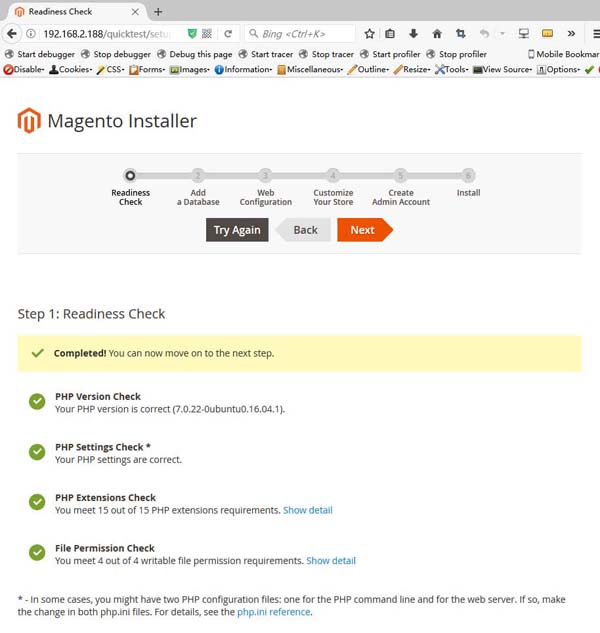 Readiness Check
192.168.2.188/quicktest/setu
Bing <Ctrl+K>
Start debugger Stop debugger Debug this page Start tracer Stop tracer Start profiler Stop profiler Mobile Bookmar
Disable Cookies CSS Forms Images Information Miscellaneous Outline Resize Tools View Source Options
Magento Installer
1 2 3 4 5 6
Readiness Check Add a Database Web Configuration Customize Your Store Create Admin Account Install
Try Again Back Next
Step 1: Readiness Check
Completed! You can now move on to the next step.
PHP Version Check
Your PHP version is correct (7.0.22-0ubuntu0.16.04.1).
PHP Settings Check *
Your PHP settings are correct.
PHP Extensions Check
You meet 15 out of 15 PHP extensions requirements. Show detail
File Permission Check
You meet 4 out of 4 writable file permission requirements. Show detail
* - In some cases, you might have two PHP configuration files: one for the PHP command line and for the web server. If so, make
the change in both php.ini files. For details, see the php.ini reference.